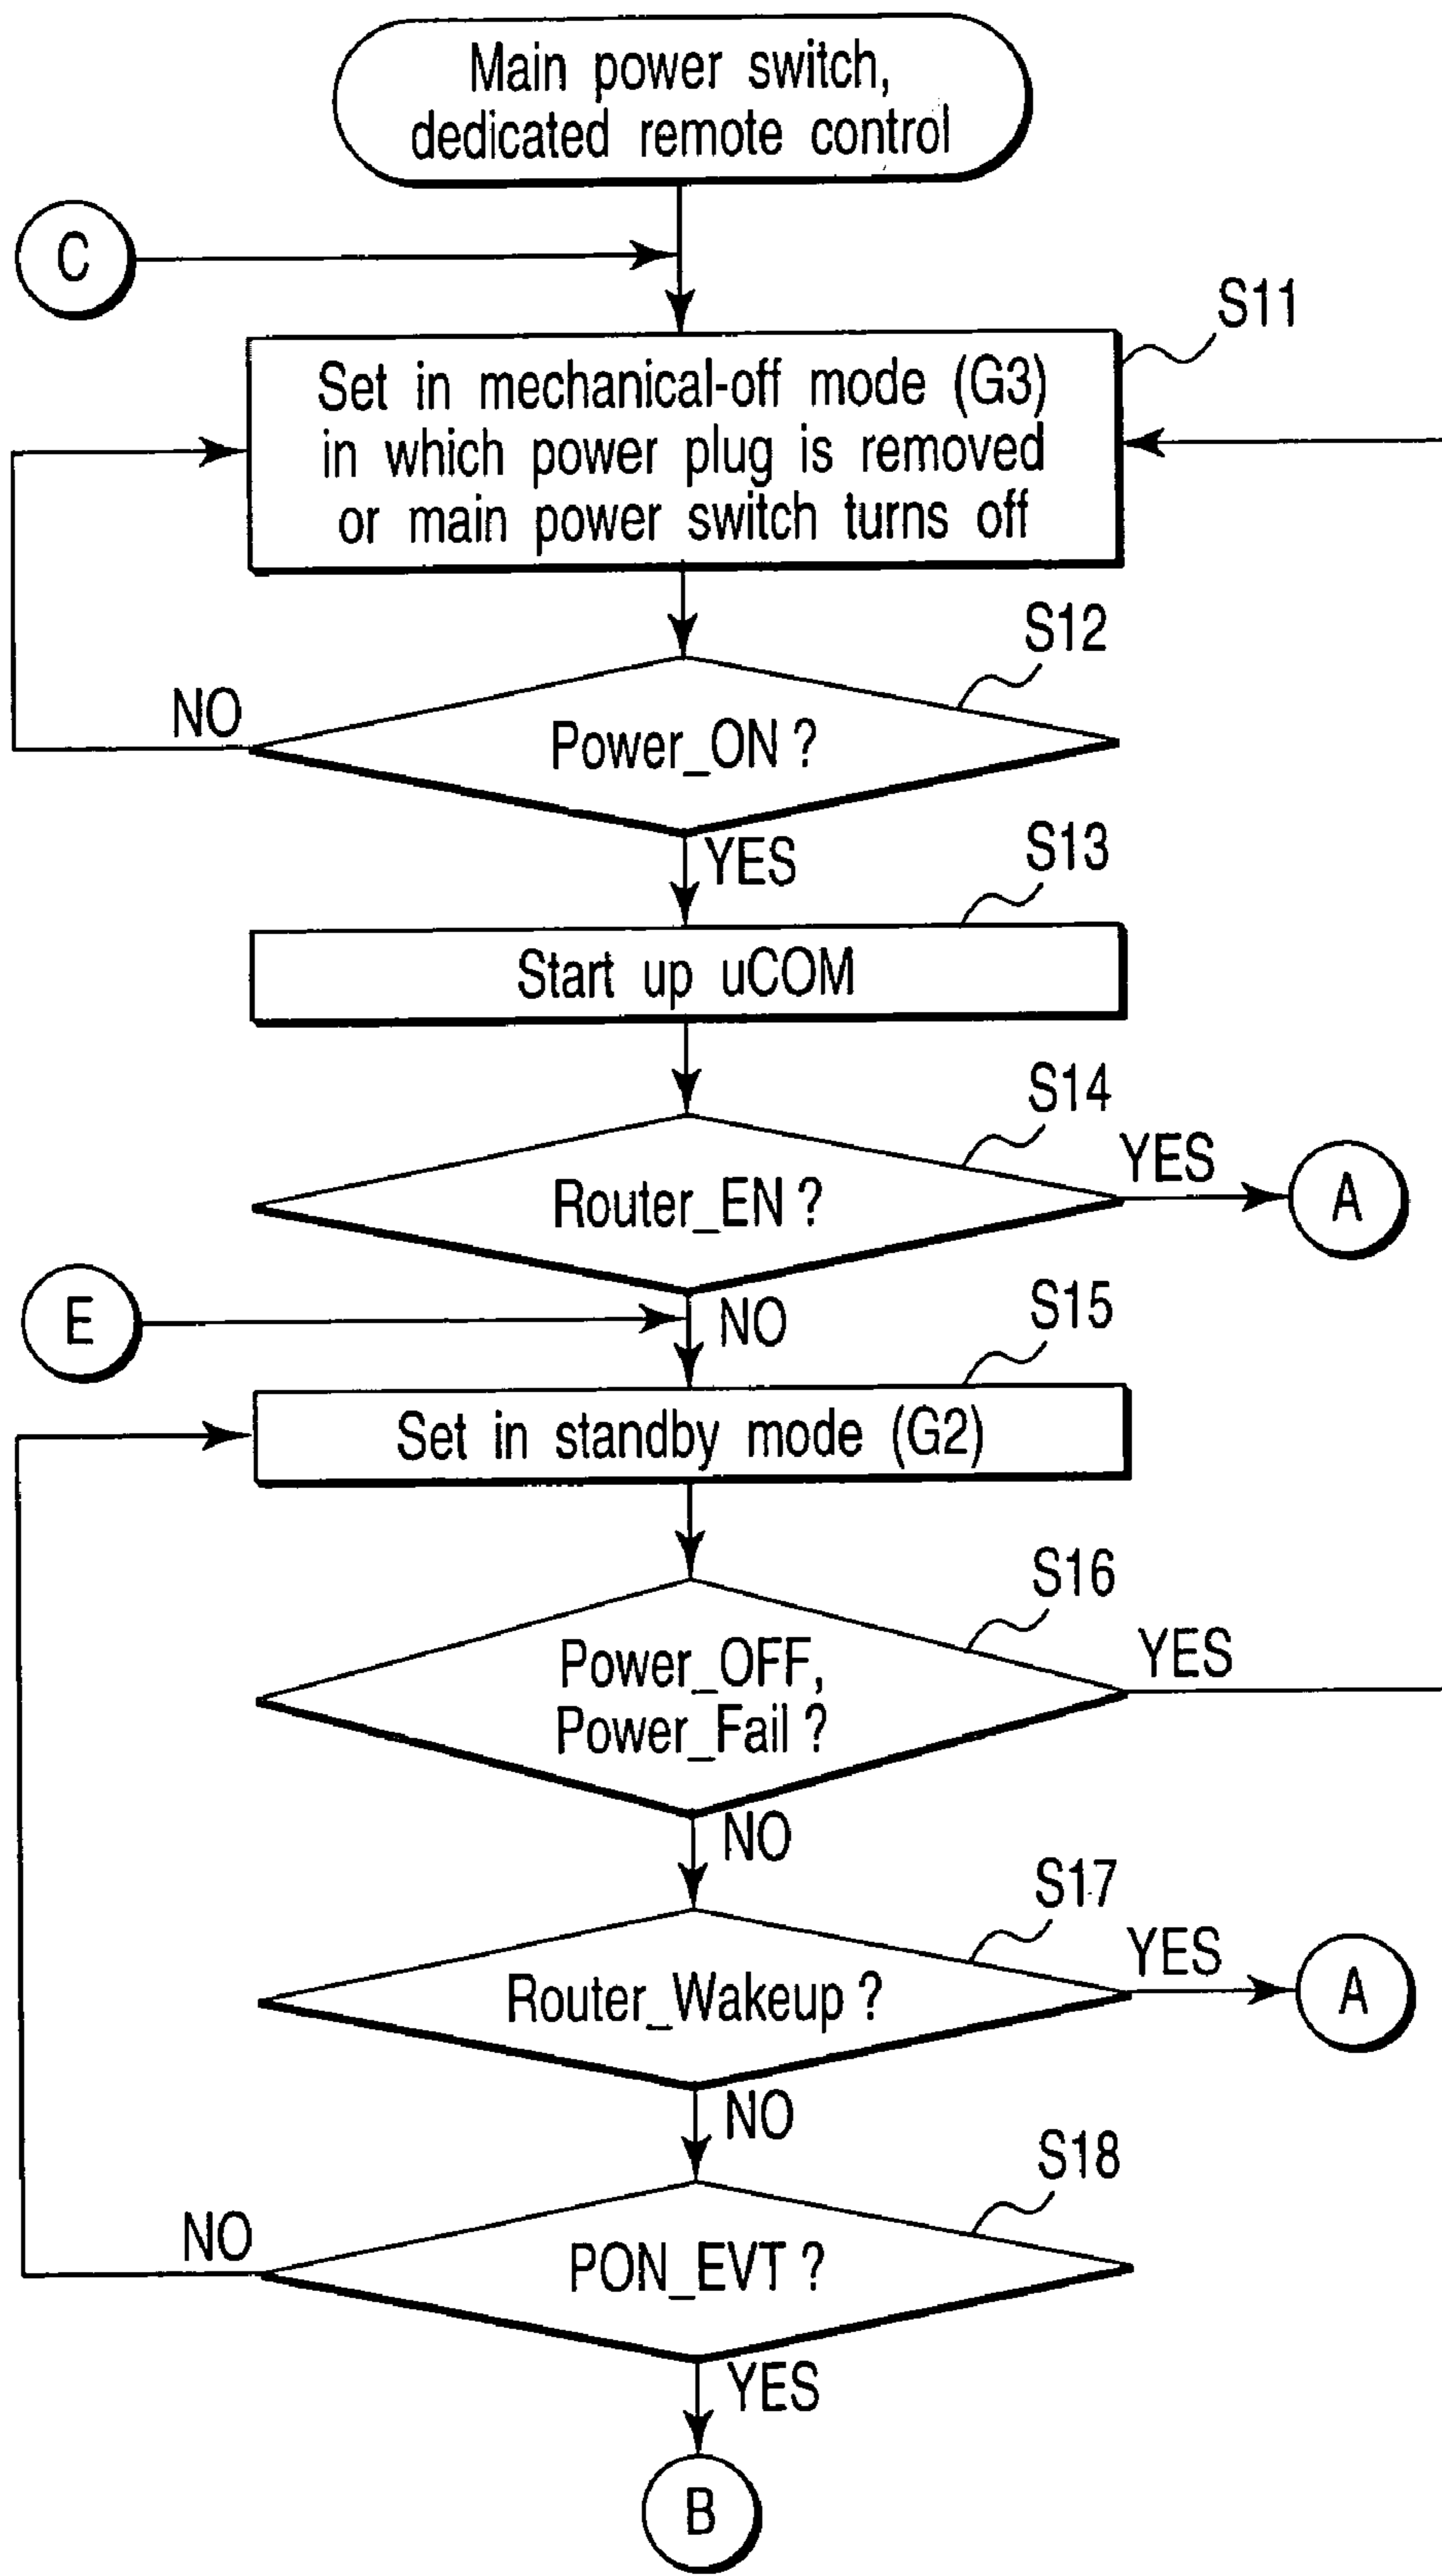 Main power switch,
dedicated remote control
C
S11
Set in mechanical-off mode (G3)
in which power plug is removed
or main power switch turns off
S12
NO
Power_ON ?
YES
S13
Start up uCOM
S14
YES
Router_EN ?
A
E
NO
S15
Set in standby mode (G2)
S16
Power_OFF,
YES
Power_Fail ?
NO
S17
YES
Router_Wakeup ?
A
NO
S18
NO
PON_EVT ?
YES
B